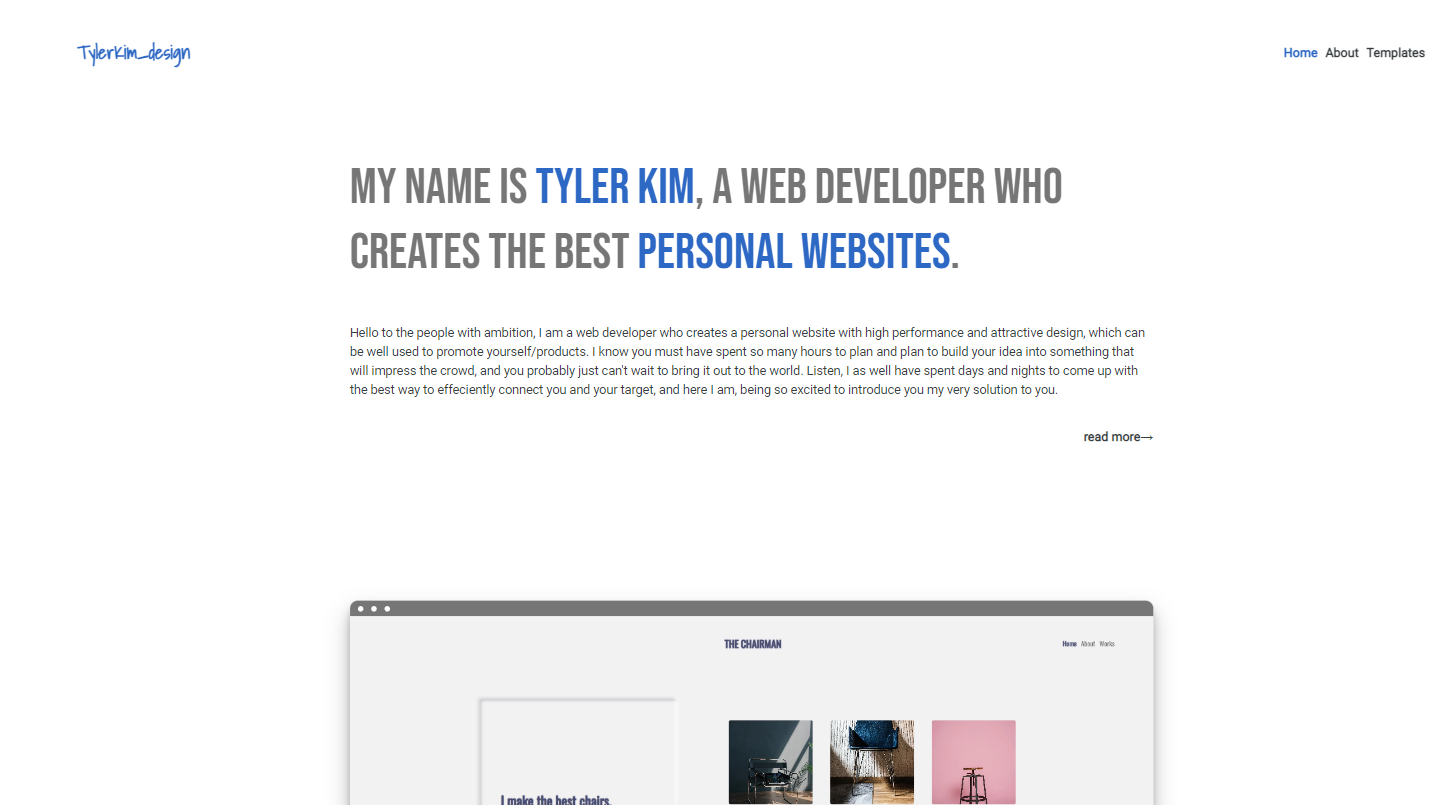 TylerKim_design
Home About Templates
MY NAME IS TYLER KIM, A WEB DEVELOPER WHO
CREATES THE BEST PERSONAL WEBSITES.
Hello to the people with ambition, I am a web developer who creates a personal website with high performance and attractive design, which can
be well used to promote yourself/products. I know you must have spent so many hours to plan and plan to build your idea into something that
will impress the crowd, and you probably just can't wait to bring it out to the world. Listen, I as well have spent days and nights to come up with
the best way to effeciently connect you and your target, and here I am, being so excited to introduce you my very solution to you.
read more→
THE CHAIRMAN
Home About Works
I make the best chairs.